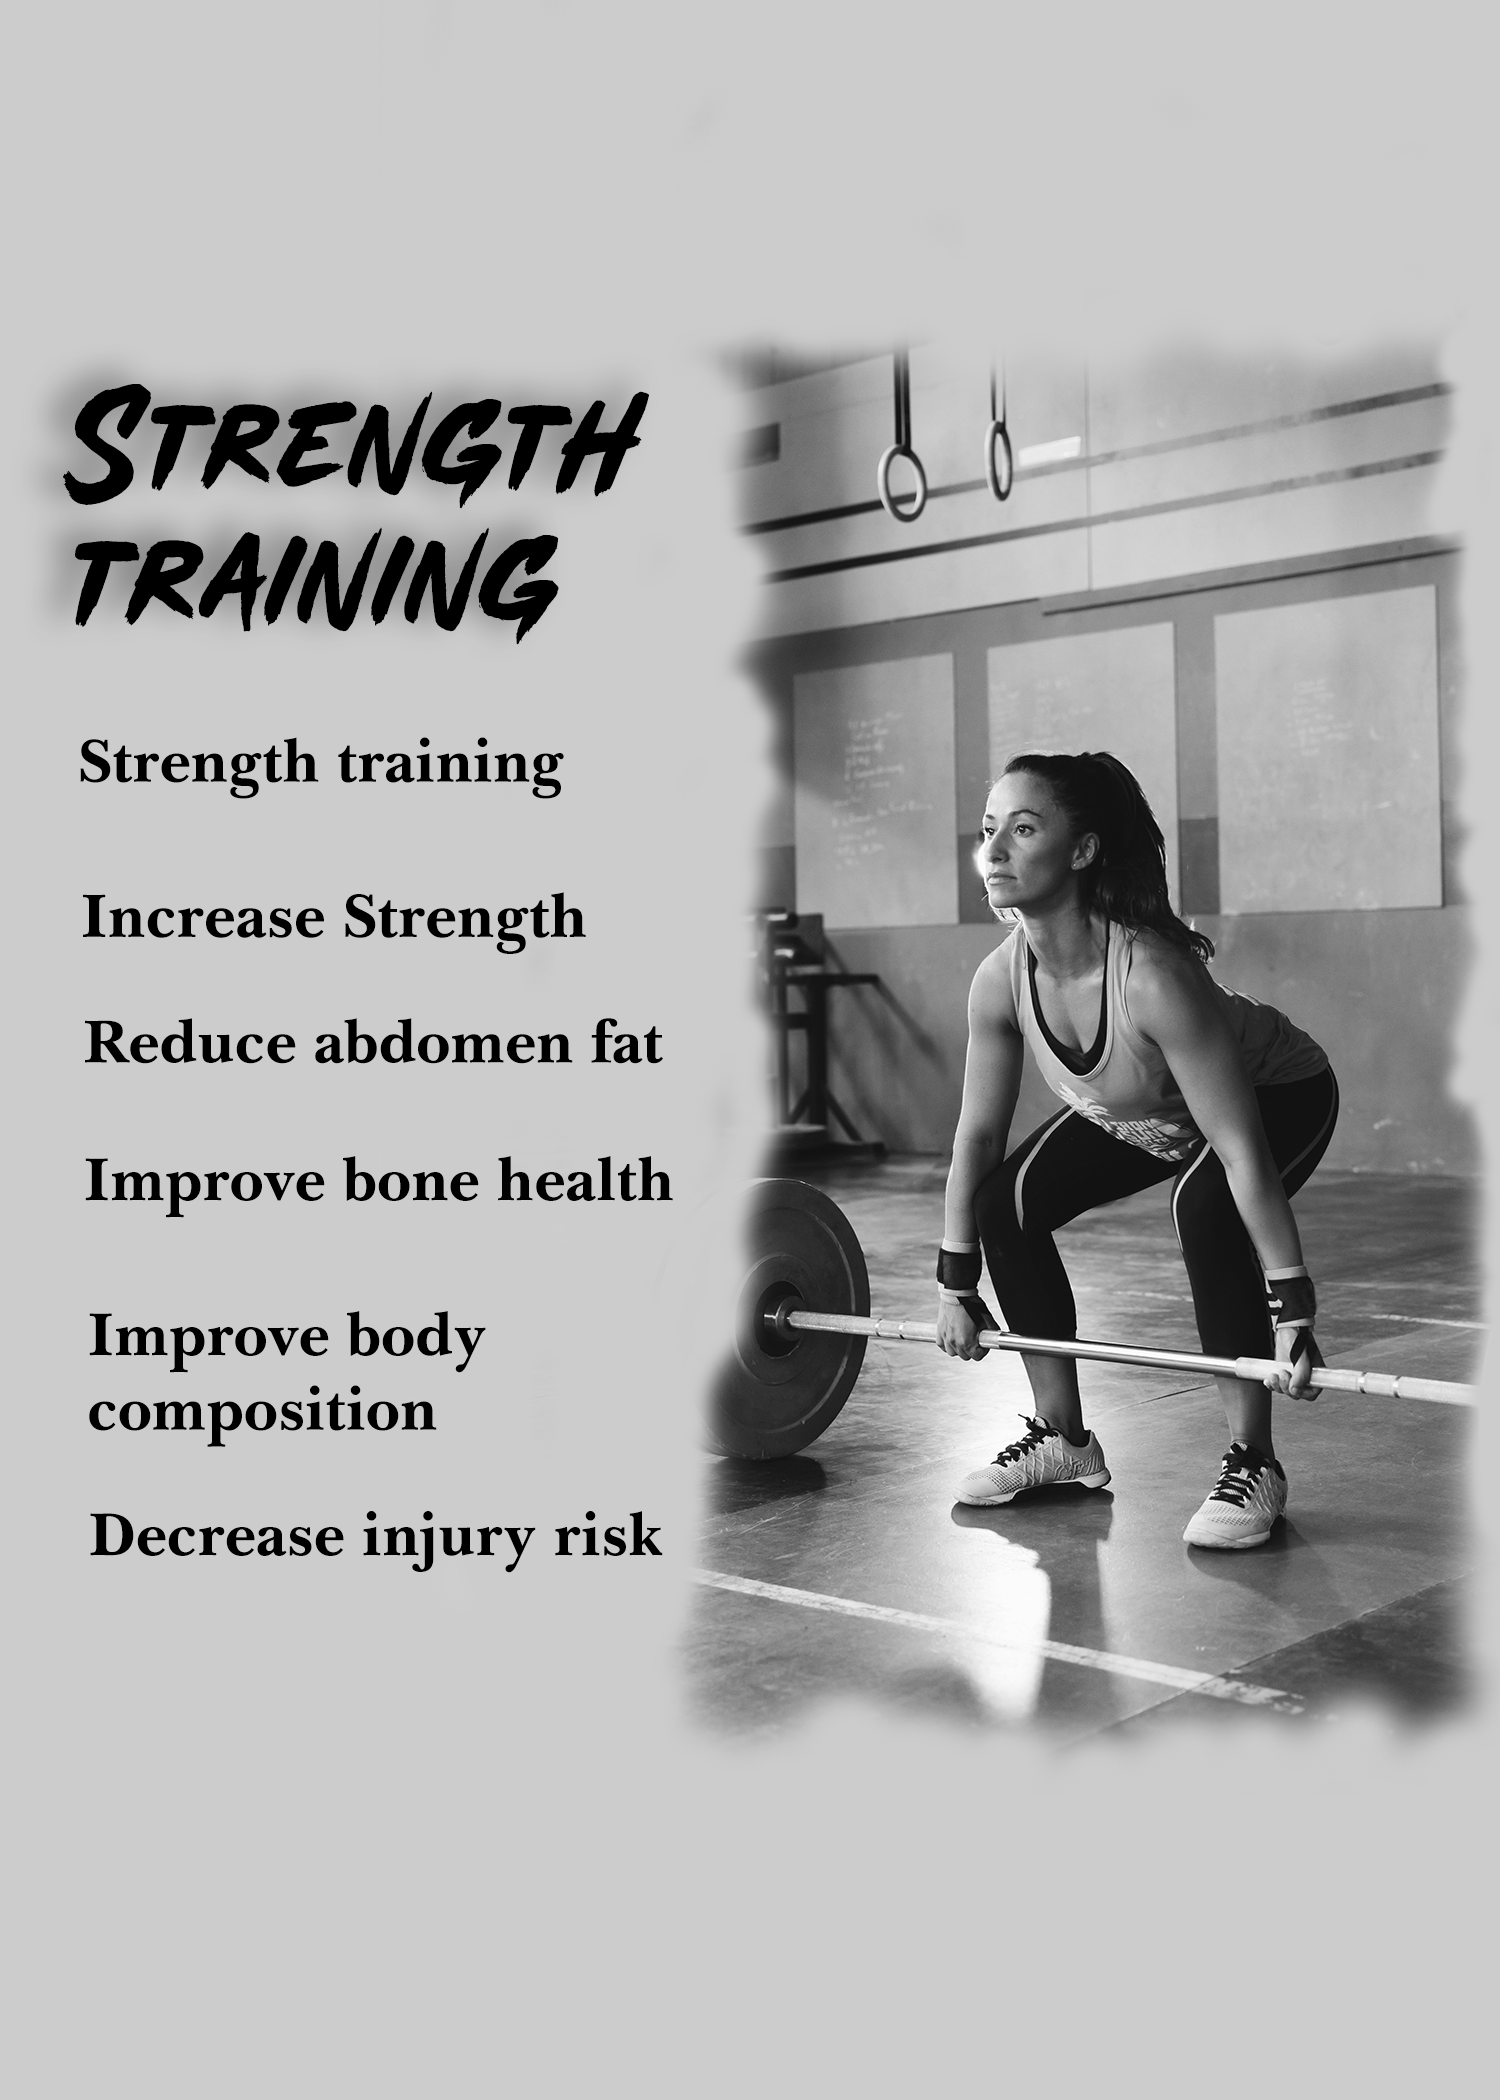 STRENGTH
TRAINING
Strength training
Increase Strength
Reduce abdomen fat
Improve bone health
Improve body
composition
Decrease injury risk